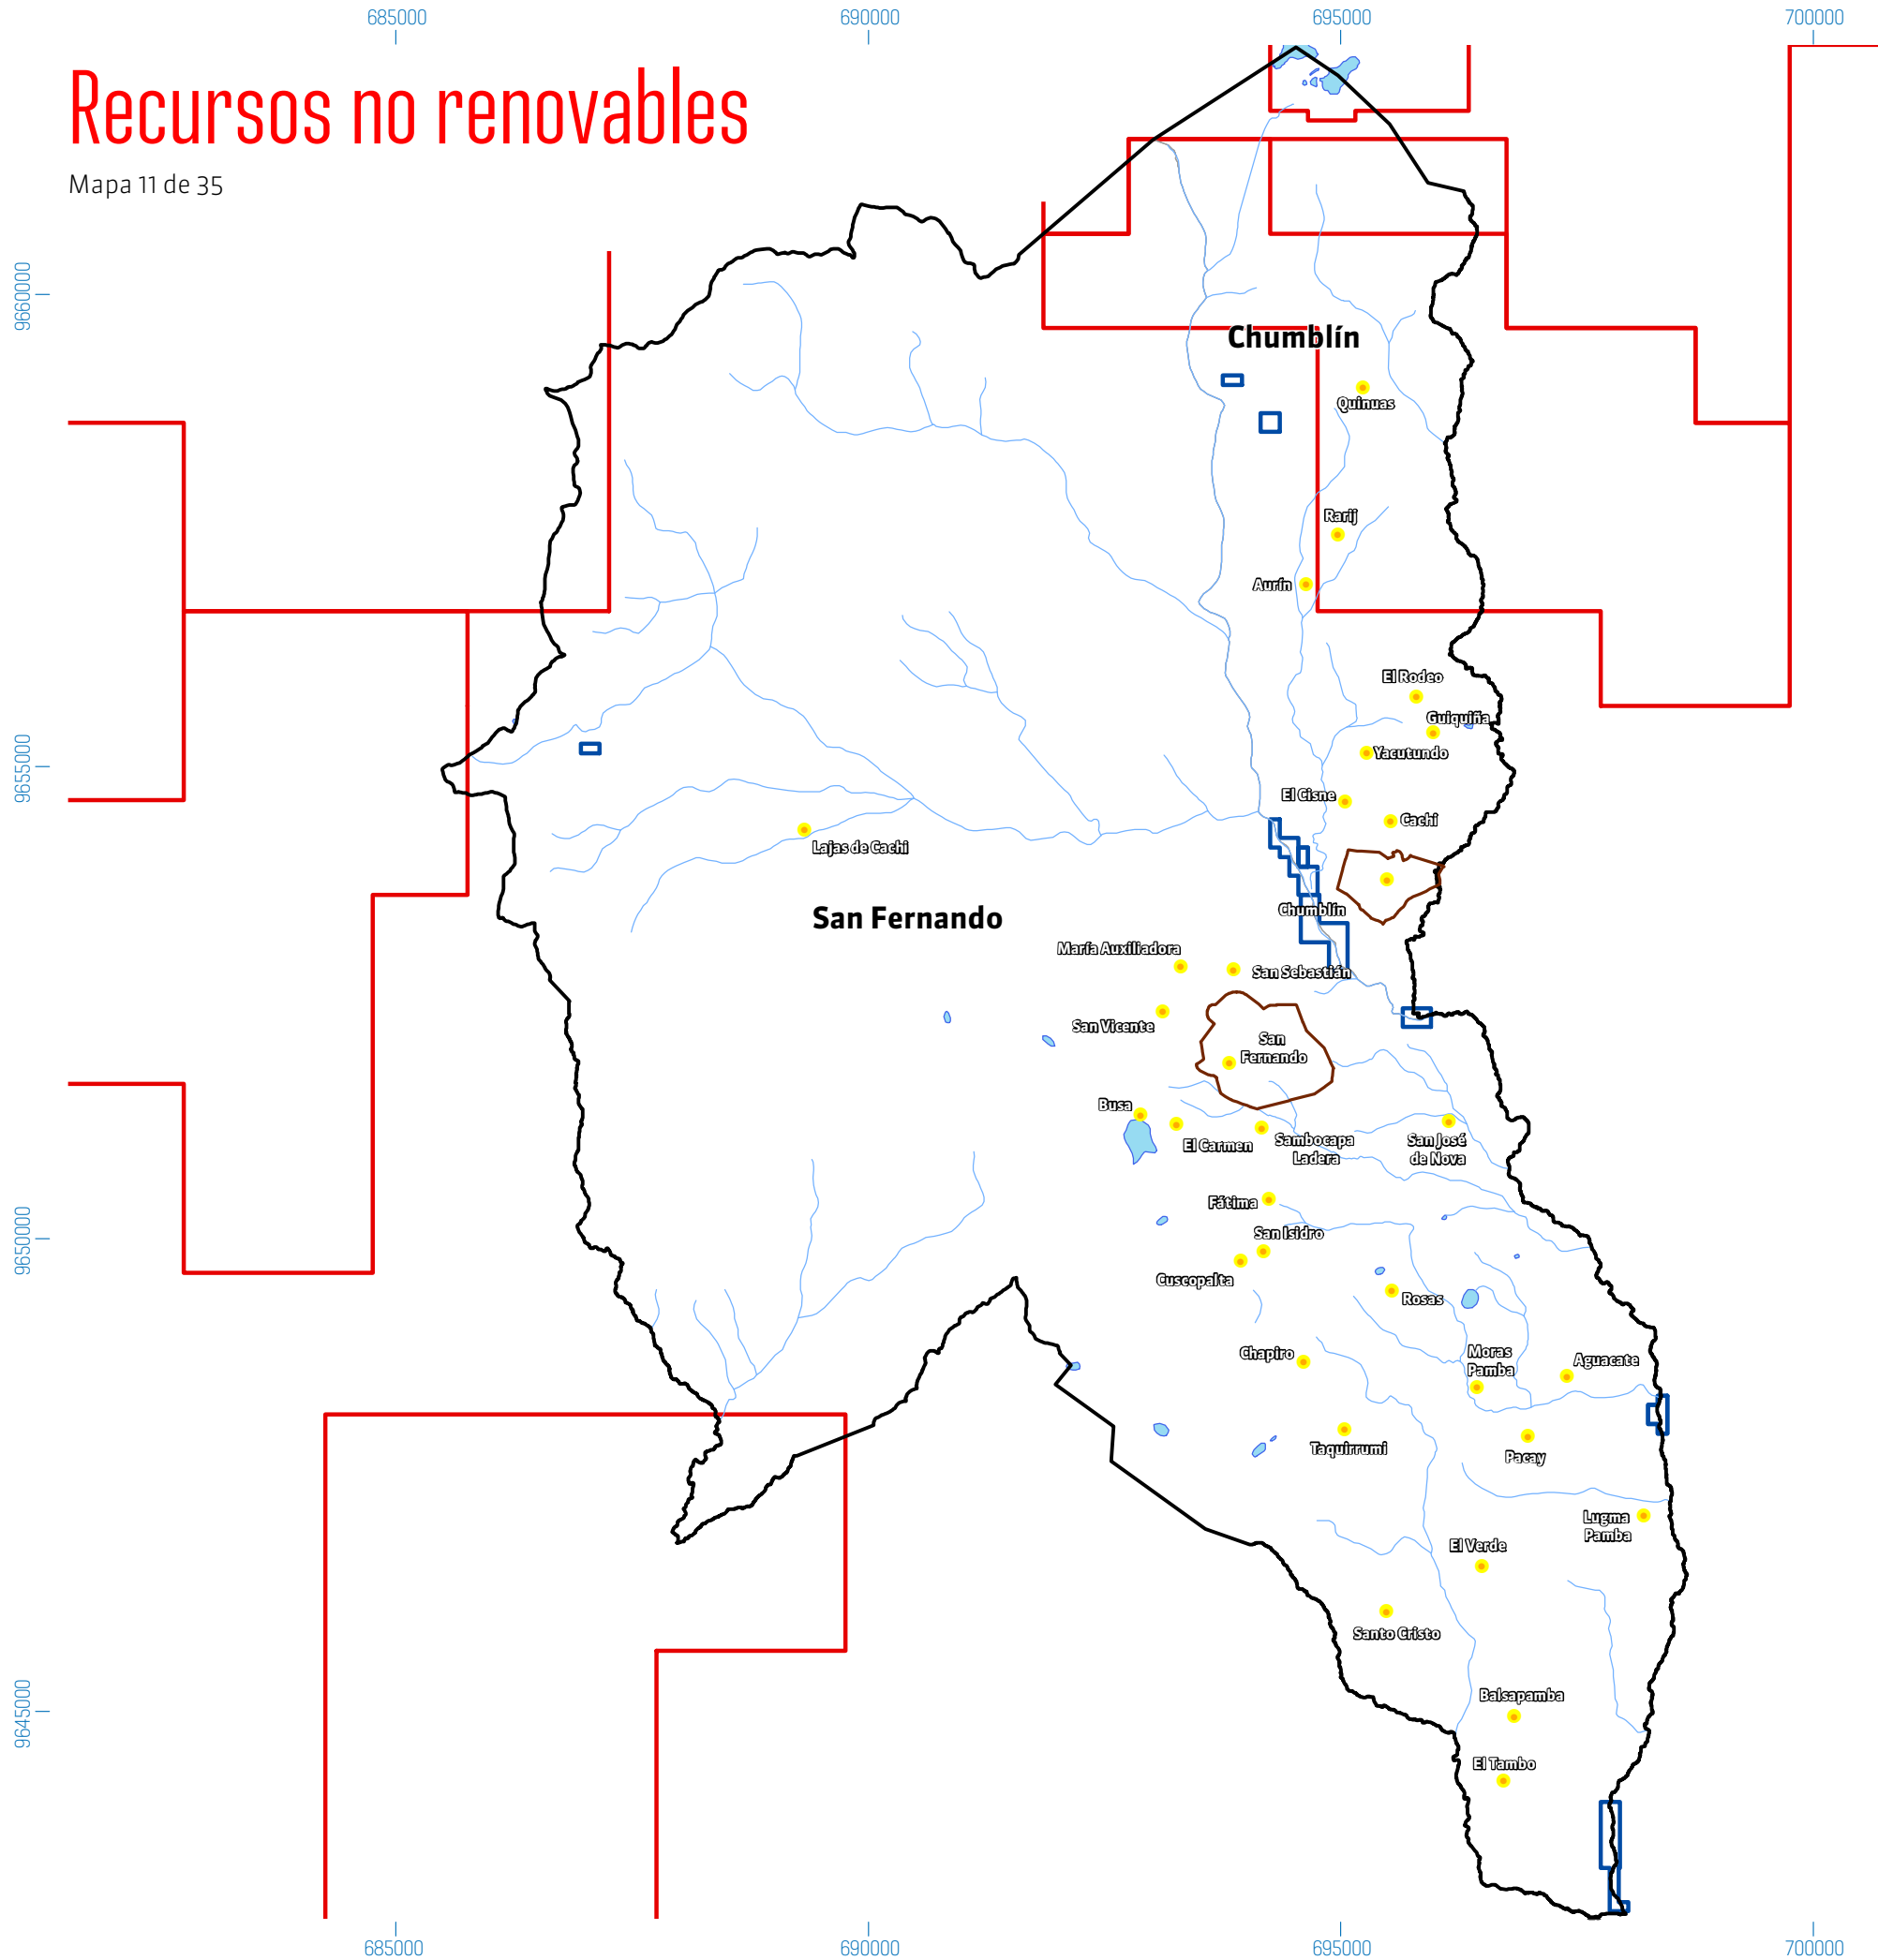 685000
690000
695000
700000
Recursos no renovables
Mapa 11 de 35
9660000
Chumblín
Quinuas
Rarij
Aurín
El Rodeo
Guiquiña
Yacutundo
9655000
El Cisne
Cachi
Lajas de Cachi
Chumblín
San Fernando
María Auxiliadora
San Sebastián
San Vicente
San
Fernando
Busa
El Carmen
Sambocapa
Ladera
San José
de Nova
Fátima
San Isidro
9650000
Cuscopalta
Rosas
Chapiro
Moras
Pamba
Aguacate
Taquirrumi
Pacay
Lugma
Pamba
El Verde
Santo Cristo
Balsapamba
9645000
El Tambo
685000
690000
695000
700000